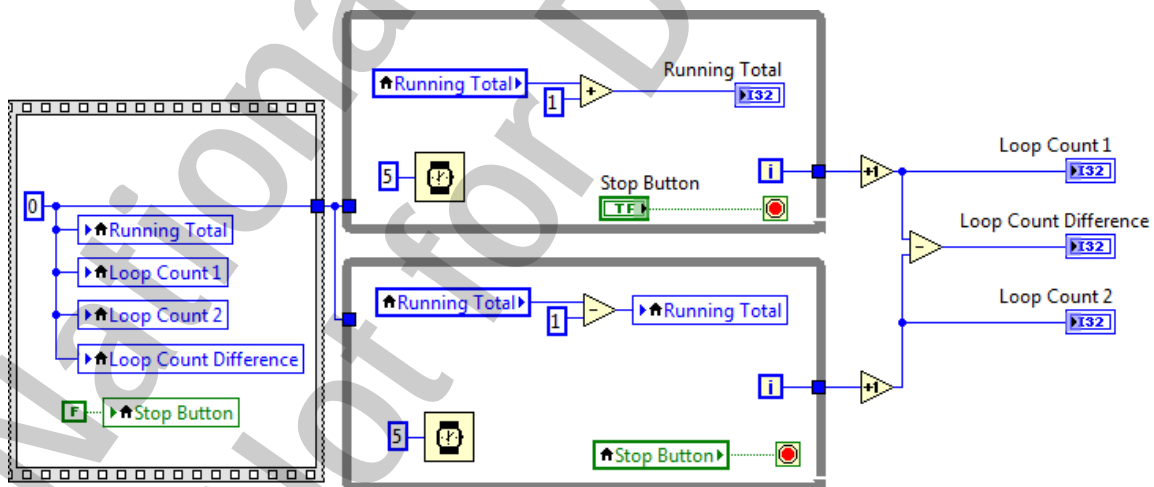 0
Running Total
Loop Count 1
Loop Count 2
Loop Count Difference
F
Stop Button
Running Total
1
+
Running Total
I32
5
Stop Button
TF
i
Running Total
1
-
Running Total
5
i
Stop Button
+1
+1
-
Loop Count 1
I32
Loop Count Difference
I32
Loop Count 2
I32